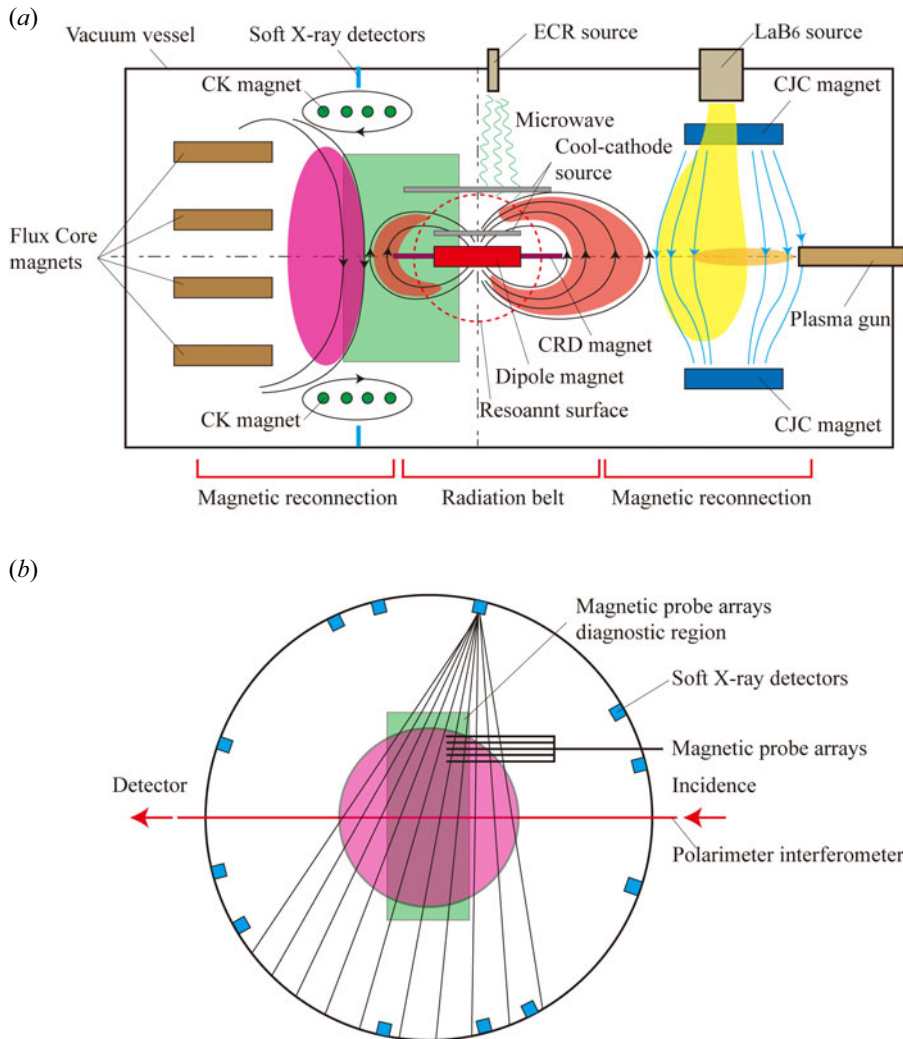 (a)
Vacuum vessel
Soft X-ray detectors
ECR source
LaB6 source
CK magnet
CJC magnet
Microwave
Cool-cathode
source
Flux Core
magnets
Plasma gun
CRD magnet
Dipole magnet
Resoannt surface
CK magnet
CJC magnet
Magnetic reconnection
Radiation belt
Magnetic reconnection
(b)
Magnetic probe arrays
diagnostic region
Soft X-ray detectors
Magnetic probe arrays
Detector
Incidence
Polarimeter interferometer